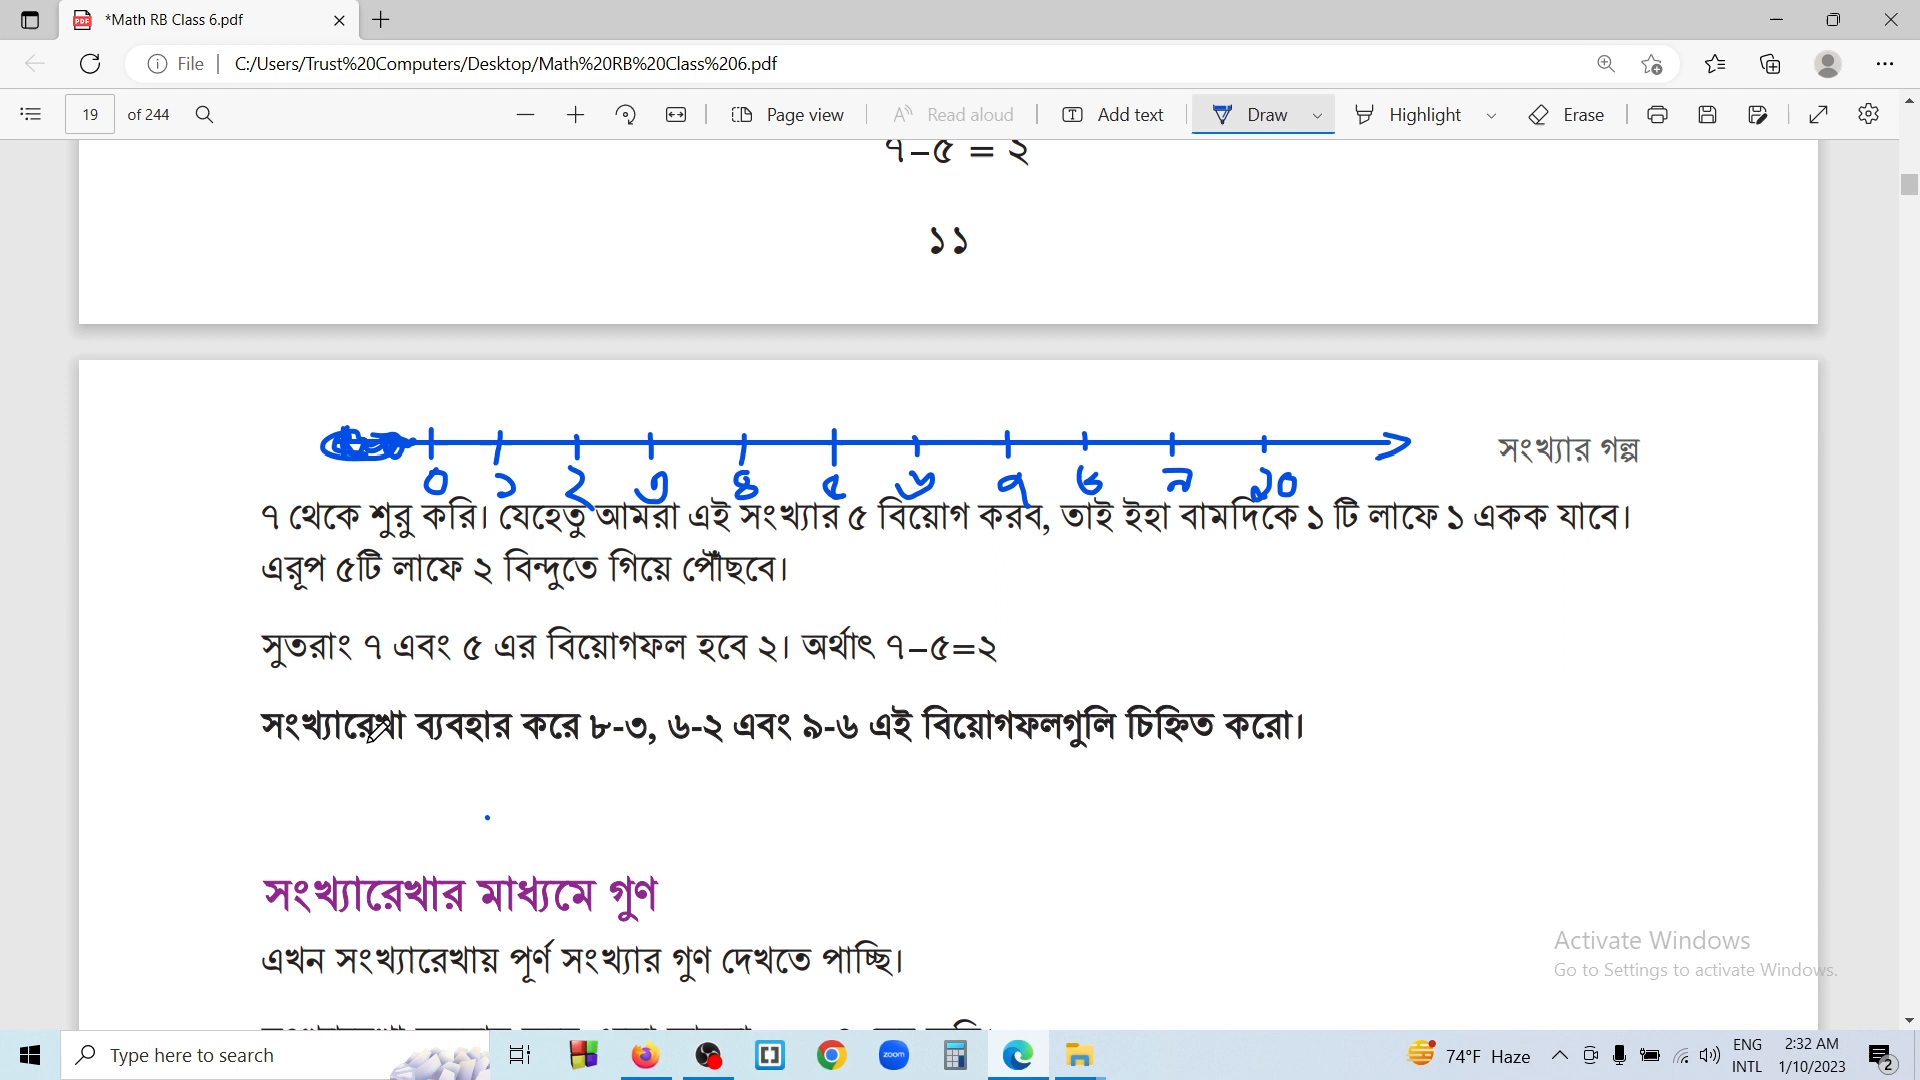 *Math RB Class 6.pdf
File
C:/Users/Trust%20Computers/Desktop/Math%20RB%20Class%206.pdf
19 of 244
Page view
Read aloud
Add text
Draw
Highlight
Erase
৭–৫ = ২
১১
সংখ্যার গল্প
০ ১ ২ ৩ ৪ ৫ ৬ ৭ ৮ ৯ ১০
৭ থেকে শুরু করি। যেহেতু আমরা এই সংখ্যার ৫ বিয়োগ করব, তাই ইহা বামদিকে ১ টি লাফে ১ একক যাবে।
এরূপ ৫টি লাফে ২ বিন্দুতে গিয়ে পৌঁছবে।
সুতরাং ৭ এবং ৫ এর বিয়োগফল হবে ২। অর্থাৎ ৭–৫=২
সংখ্যারেখা ব্যবহার করে ৮-৩, ৬-২ এবং ৯-৬ এই বিয়োগফলগুলি চিহ্নিত করো।
সংখ্যারেখার মাধ্যমে গুণ
এখন সংখ্যারেখায় পূর্ণ সংখ্যার গুণ দেখতে পাচ্ছি।
Activate Windows
Go to Settings to activate Windows.
Type here to search
zoom
74°F Haze
ENG
INTL
2:32 AM
1/10/2023
2